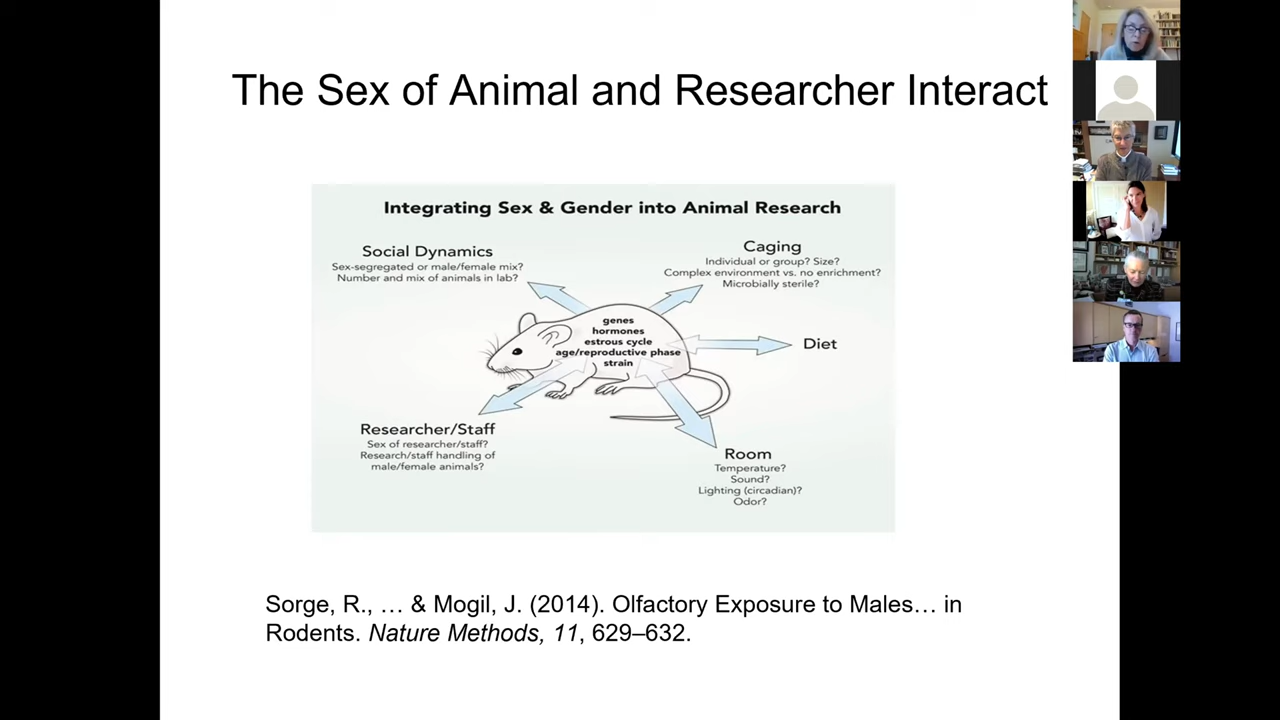 The Sex of Animal and Researcher Interact
Integrating Sex & Gender into Animal Research
Social Dynamics
Sex-segregated or male/female mix?
Number and mix of animals in lab?
Caging
Individual or group? Size?
Complex environment vs. no enrichment?
Microbially sterile?
genes
hormones
estrous cycle
age/reproductive phase
strain
Diet
Researcher/Staff
Sex of researcher/staff?
Research/staff handling of
male/female animals?
Room
Temperature?
Sound?
Lighting (circadian)?
Odor?
Sorge, R., … & Mogil, J. (2014). Olfactory Exposure to Males… in
Rodents. Nature Methods, 11, 629–632.